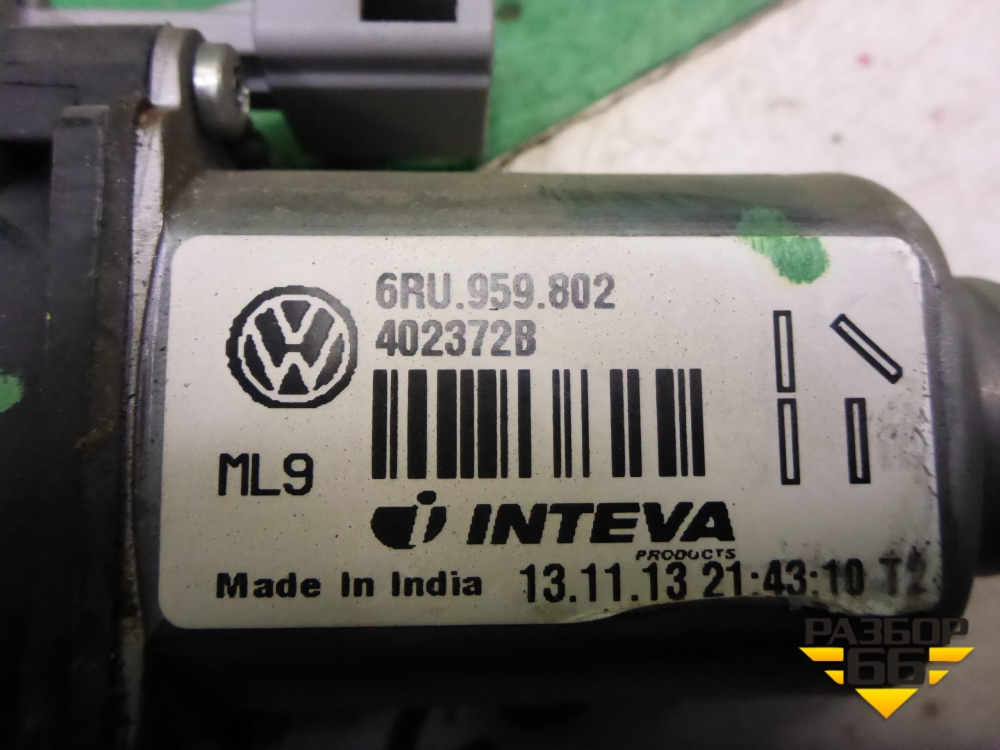 6RU.959.802
402372B
ML9
INTEVA
PRODUCTS
Made In India 13.11.13 21:43:10 T2
РАЗБОР
66